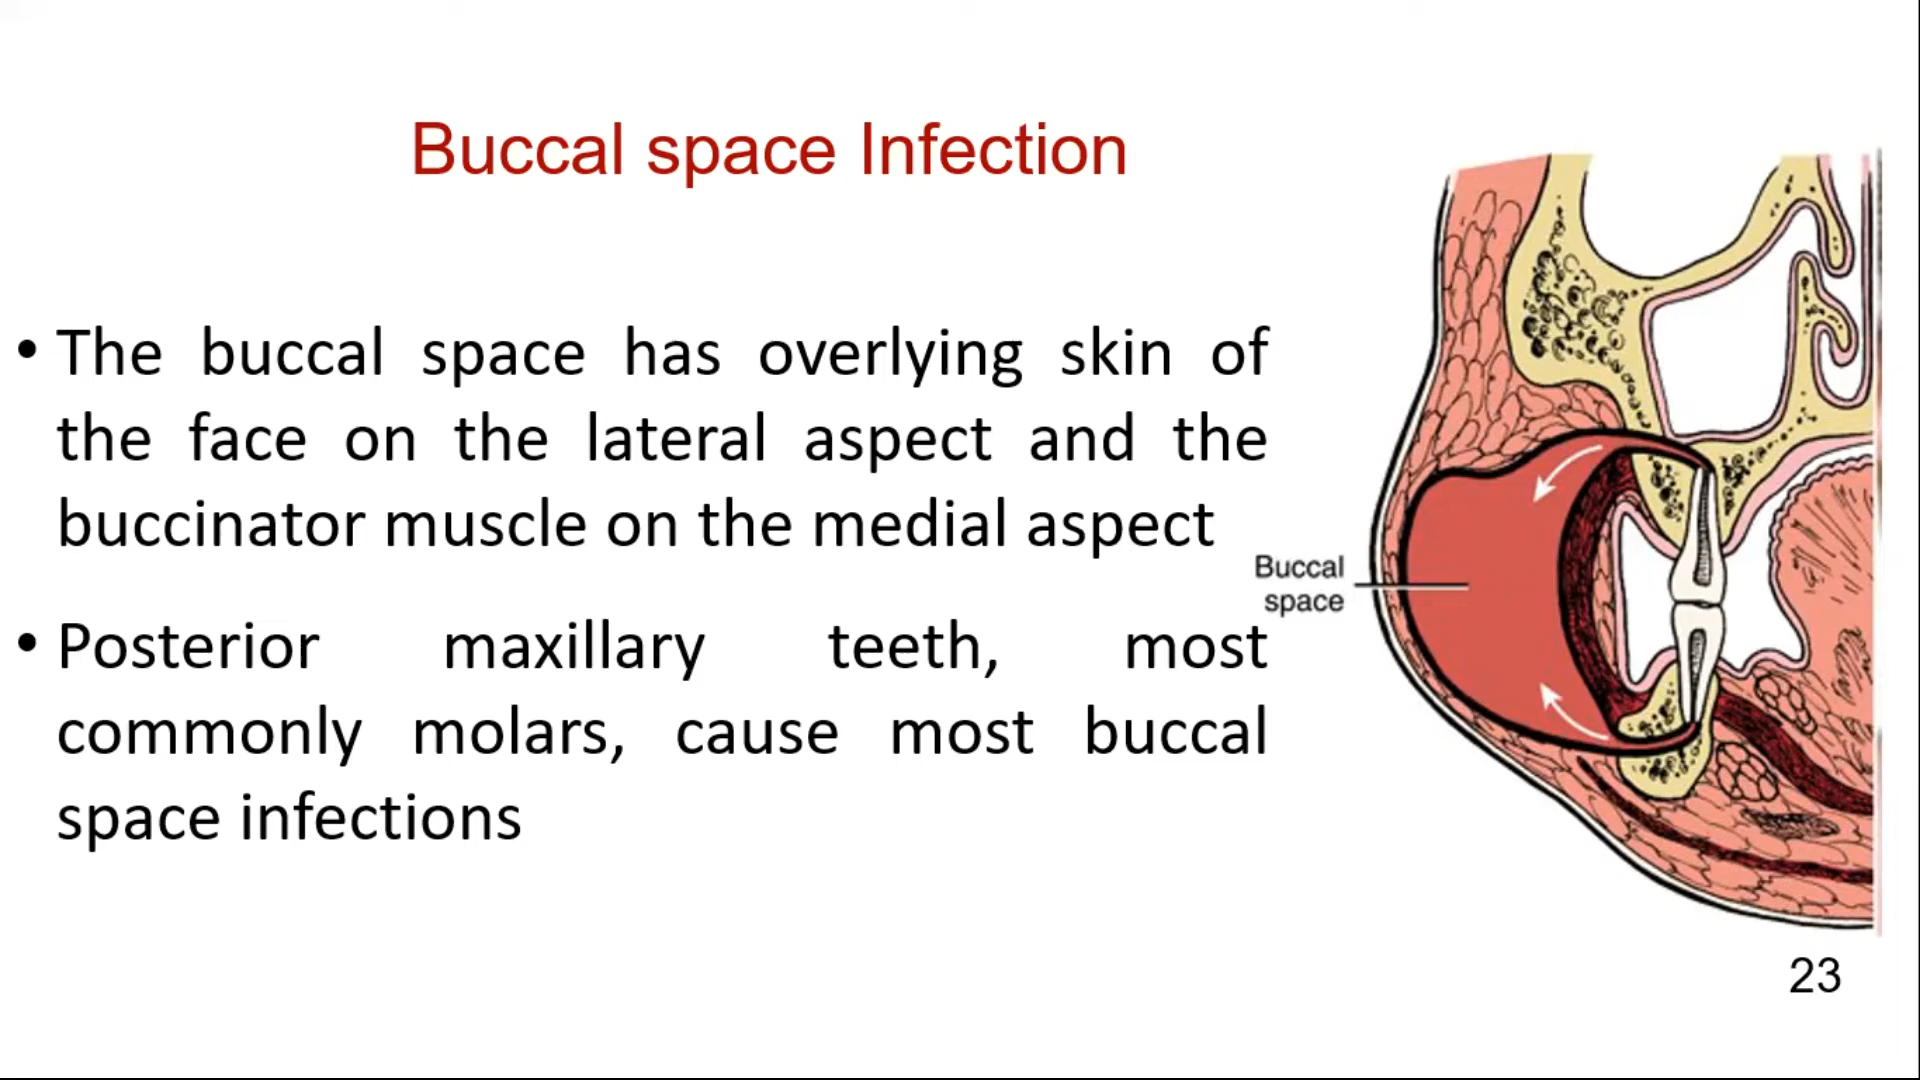 Buccal space Infection
• The buccal space has overlying skin of
the face on the lateral aspect and the
buccinator muscle on the medial aspect
• Posterior maxillary teeth, most
commonly molars, cause most buccal
space infections
Buccal
space
23